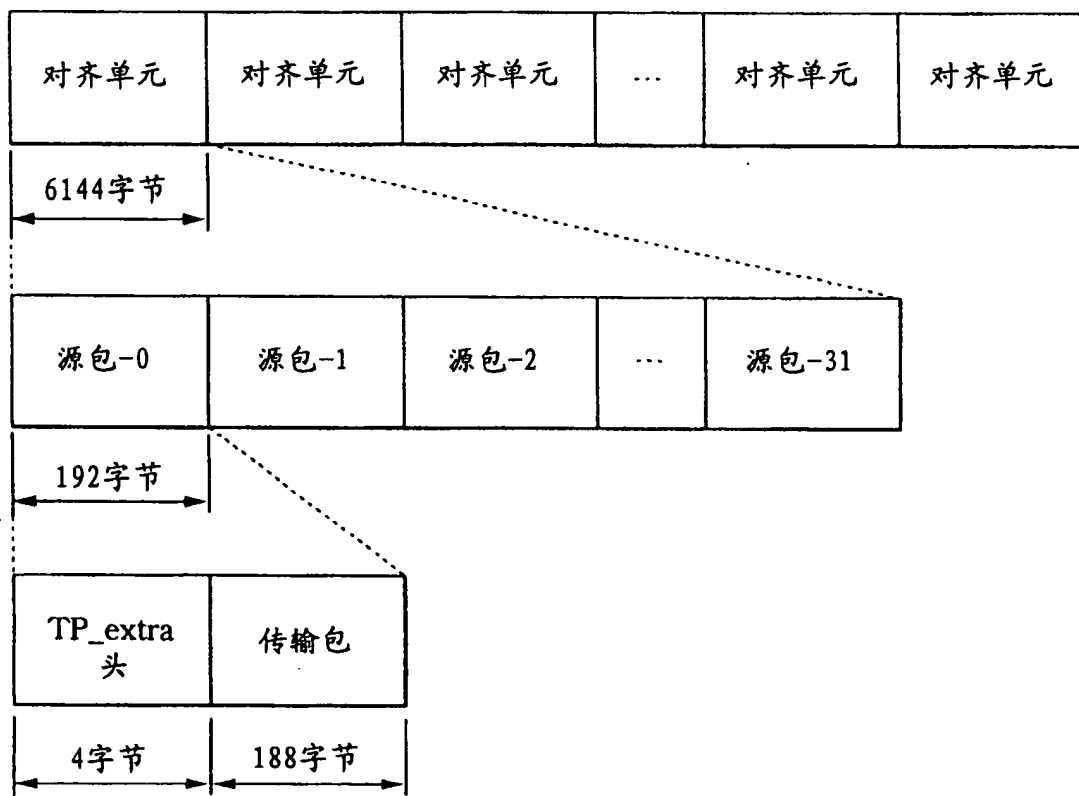 对齐单元 对齐单元 对齐单元 … 对齐单元 对齐单元
6144字节
源包-0 源包-1 源包-2 … 源包-31
192字节
TP_extra
头 传输包
4字节 188字节